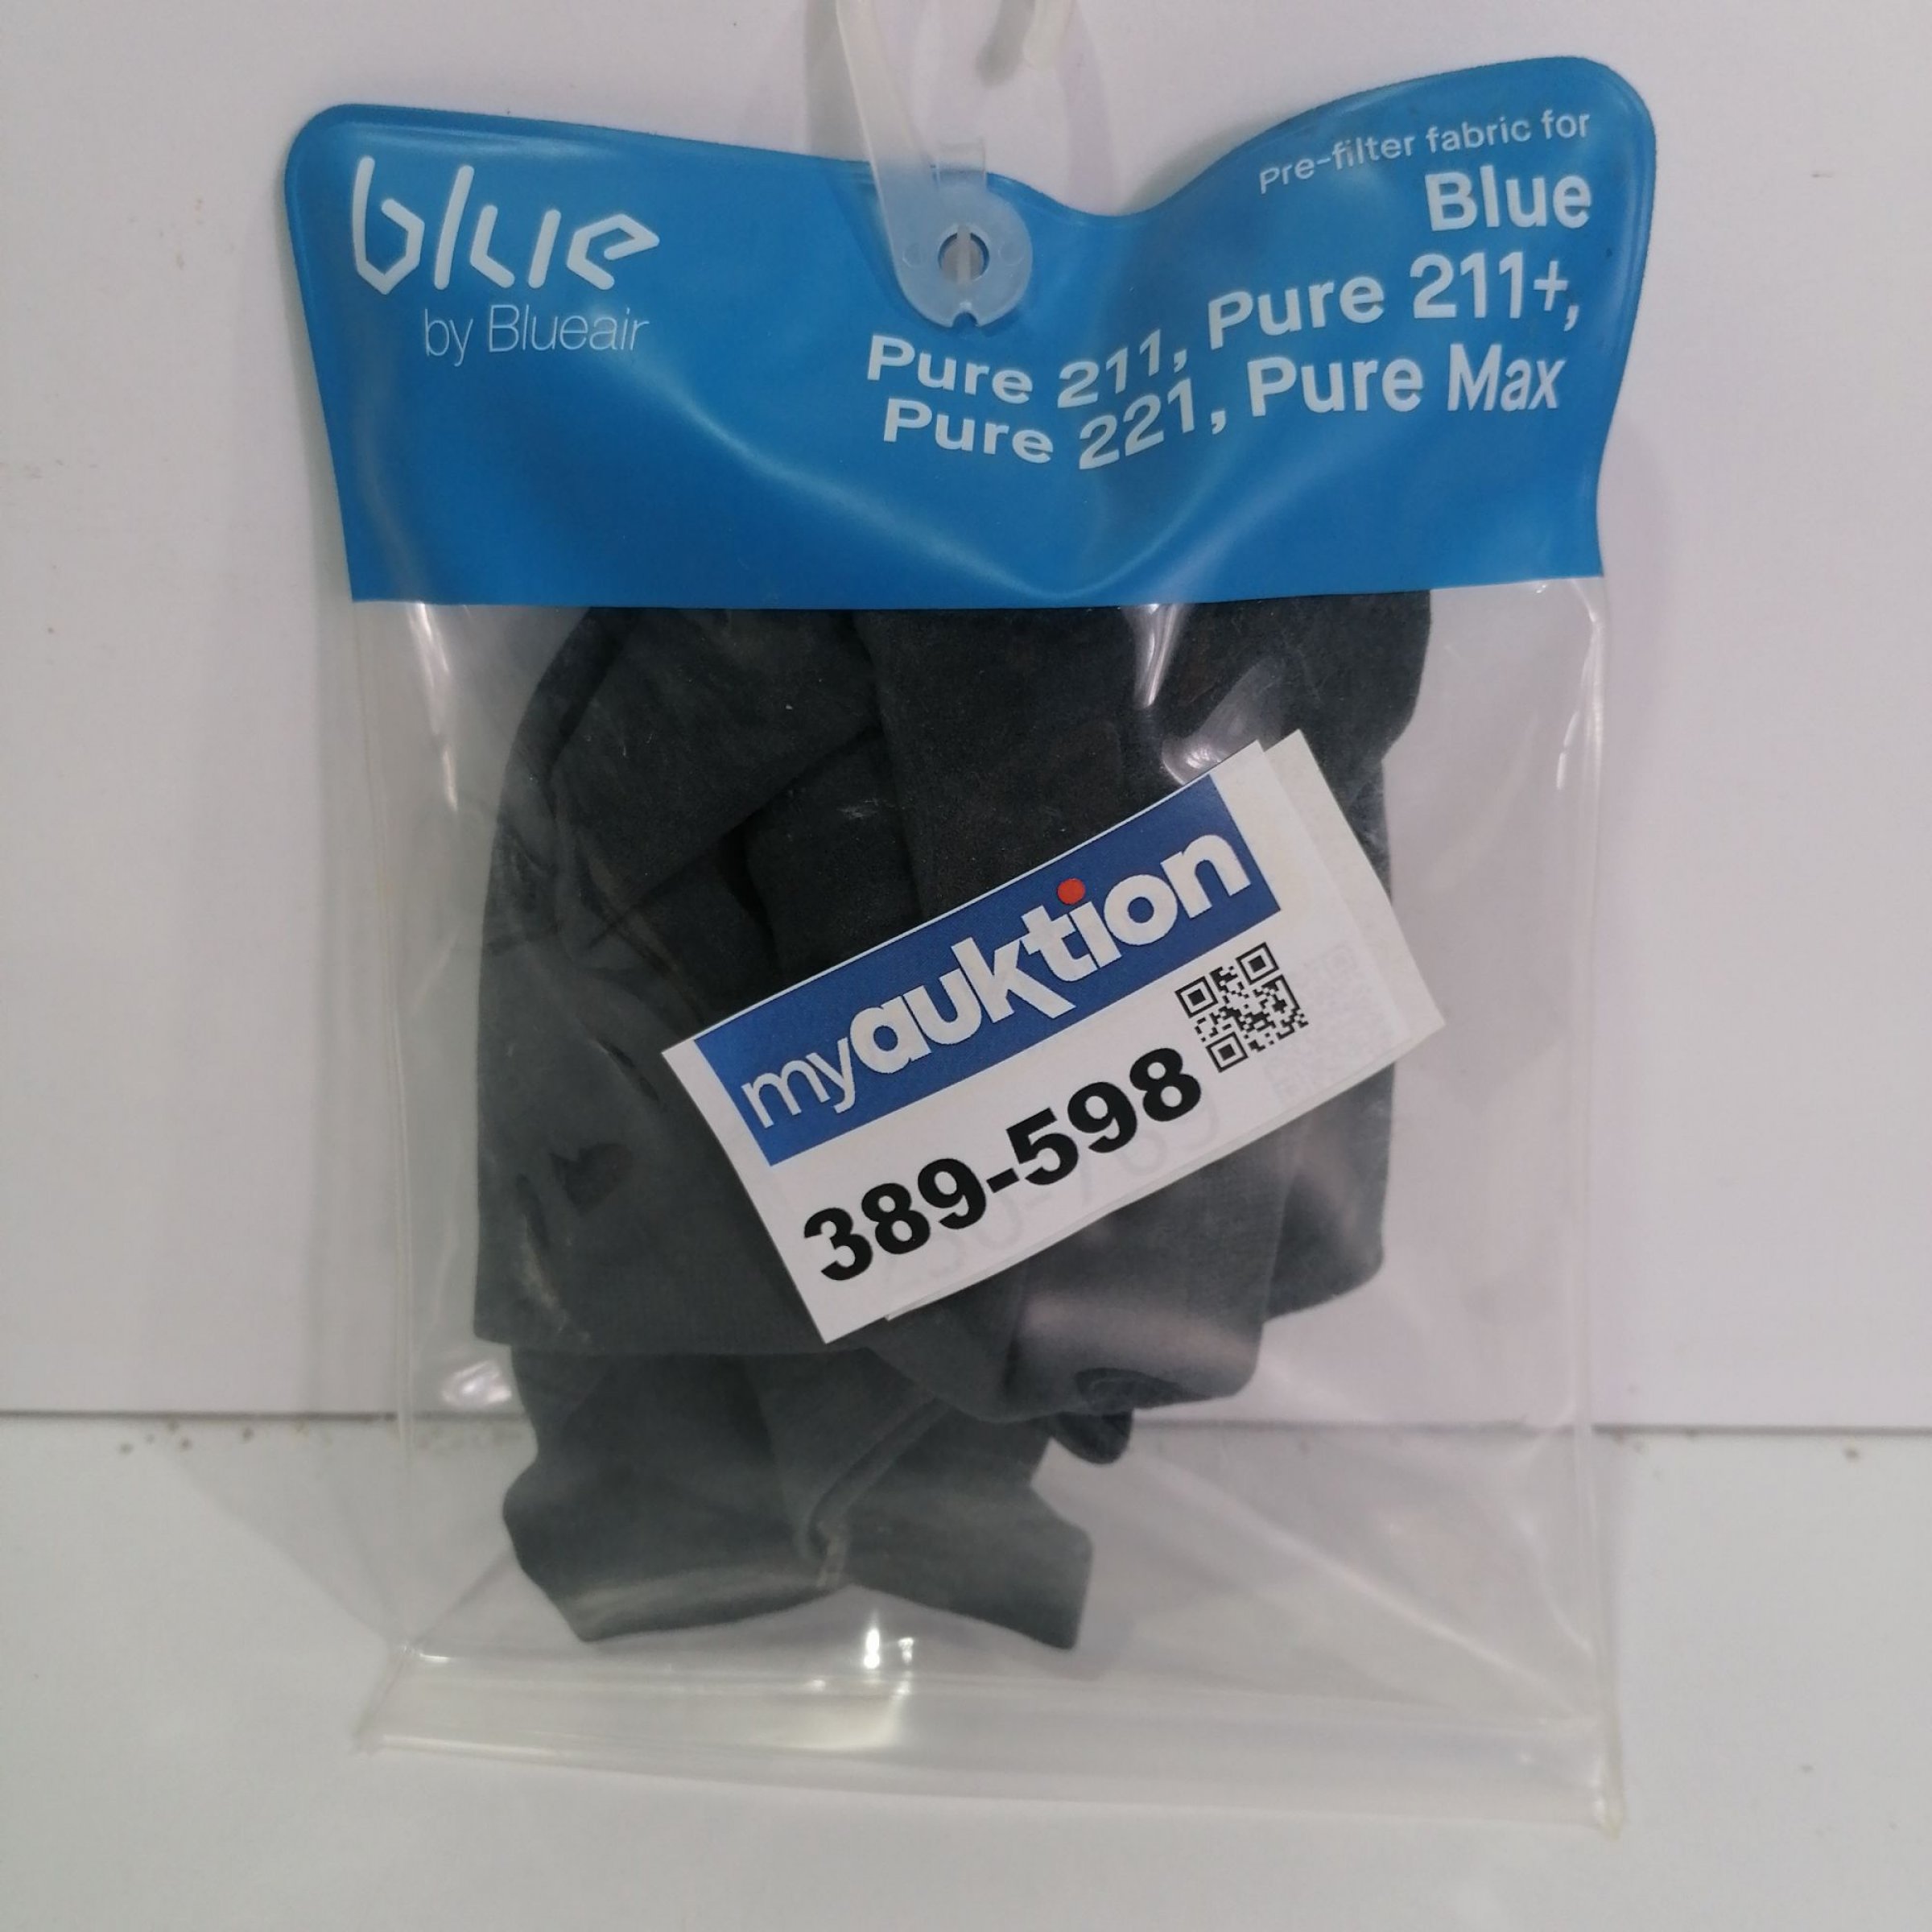 blue
by Blueair
Pre-filter fabric for
Blue
Pure 211, Pure 211+,
Pure 221, Pure Max
myauktion
389-598